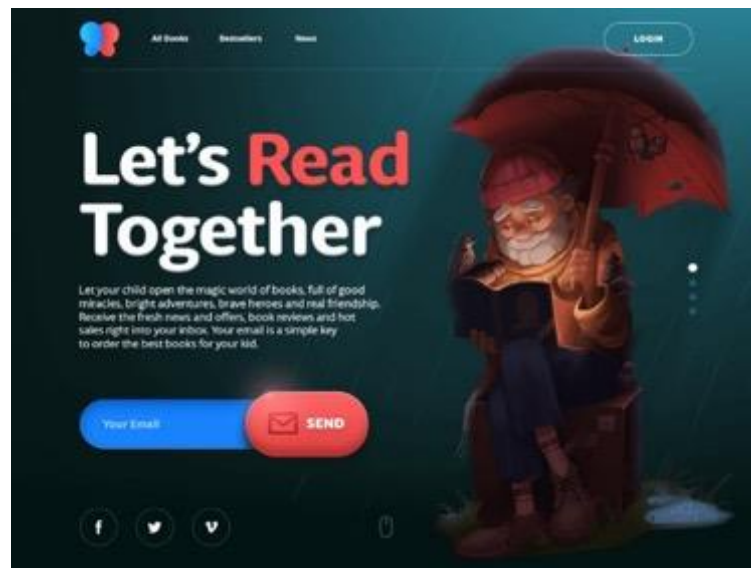 All Books
Bestsellers
News
LOGIN
Let's Read
Together
Let your child open the magic world of books, full of good
miracles, bright adventures, brave heroes and real friendship.
Receive the fresh news and offers, book reviews and hot
sales right into your inbox. Your email is a simple key
to order the best books for your kid.
Your Email
SEND